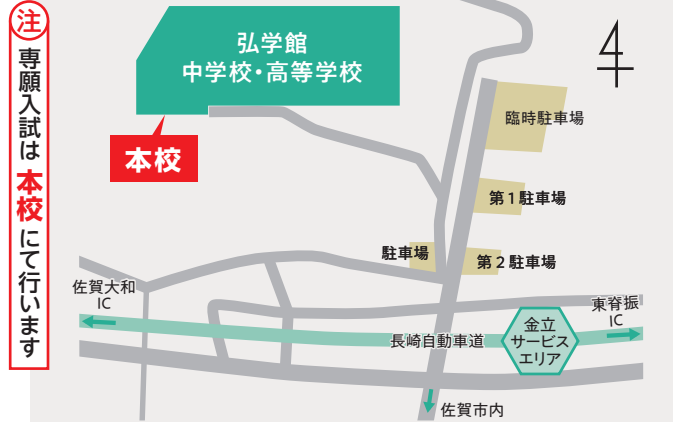 注
専願入試は本校にて行います
弘学館
中学校・高等学校
本校
臨時駐車場
第1駐車場
駐車場
第2駐車場
佐賀大和
IC
東脊振
IC
長崎自動車道
金立
サービス
エリア
佐賀市内